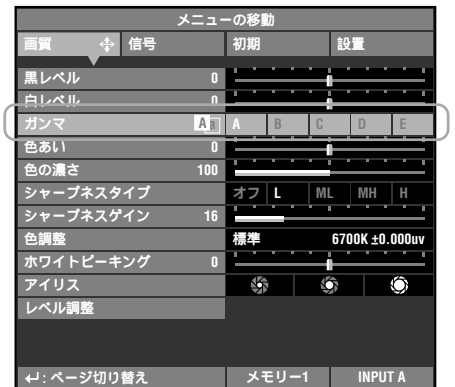 メニューの移動
画質 信号 初期 設置
黒レベル 0
白レベル 0
ガンマ Aa A B C D E
色あい 0
色の濃さ 100
シャープネスタイプ オフ L ML MH H
シャープネスゲイン 16
色調整 標準 6700K ±0.000uv
ホワイトピーキング 0
アイリス
レベル調整
↵: ページ切り替え メモリー1 INPUT A